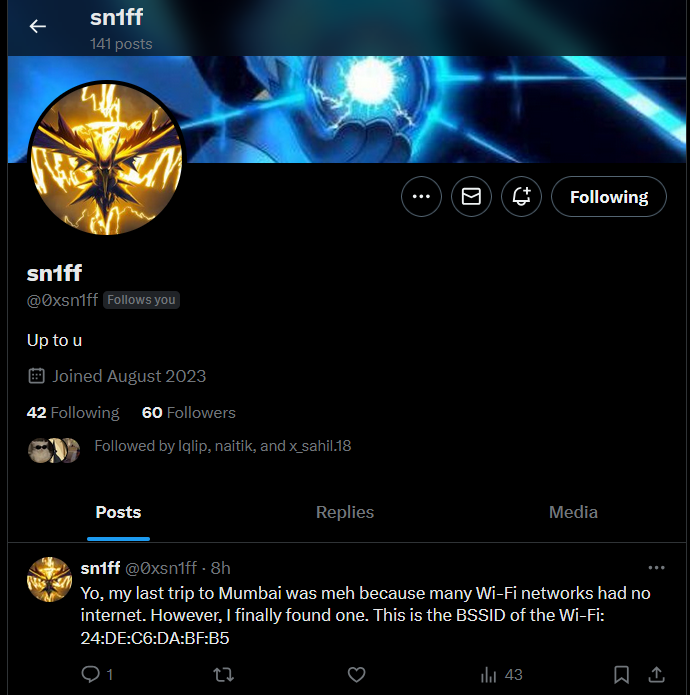 sn1ff
141 posts
Following
sn1ff
@0xsn1ff Follows you
Up to u
Joined August 2023
42 Following 60 Followers
Followed by lqlip, naitik, and x_sahil.18
Posts Replies Media
sn1ff @0xsn1ff · 8h
Yo, my last trip to Mumbai was meh because many Wi-Fi networks had no
internet. However, I finally found one. This is the BSSID of the Wi-Fi:
24:DE:C6:DA:BF:B5
1 43